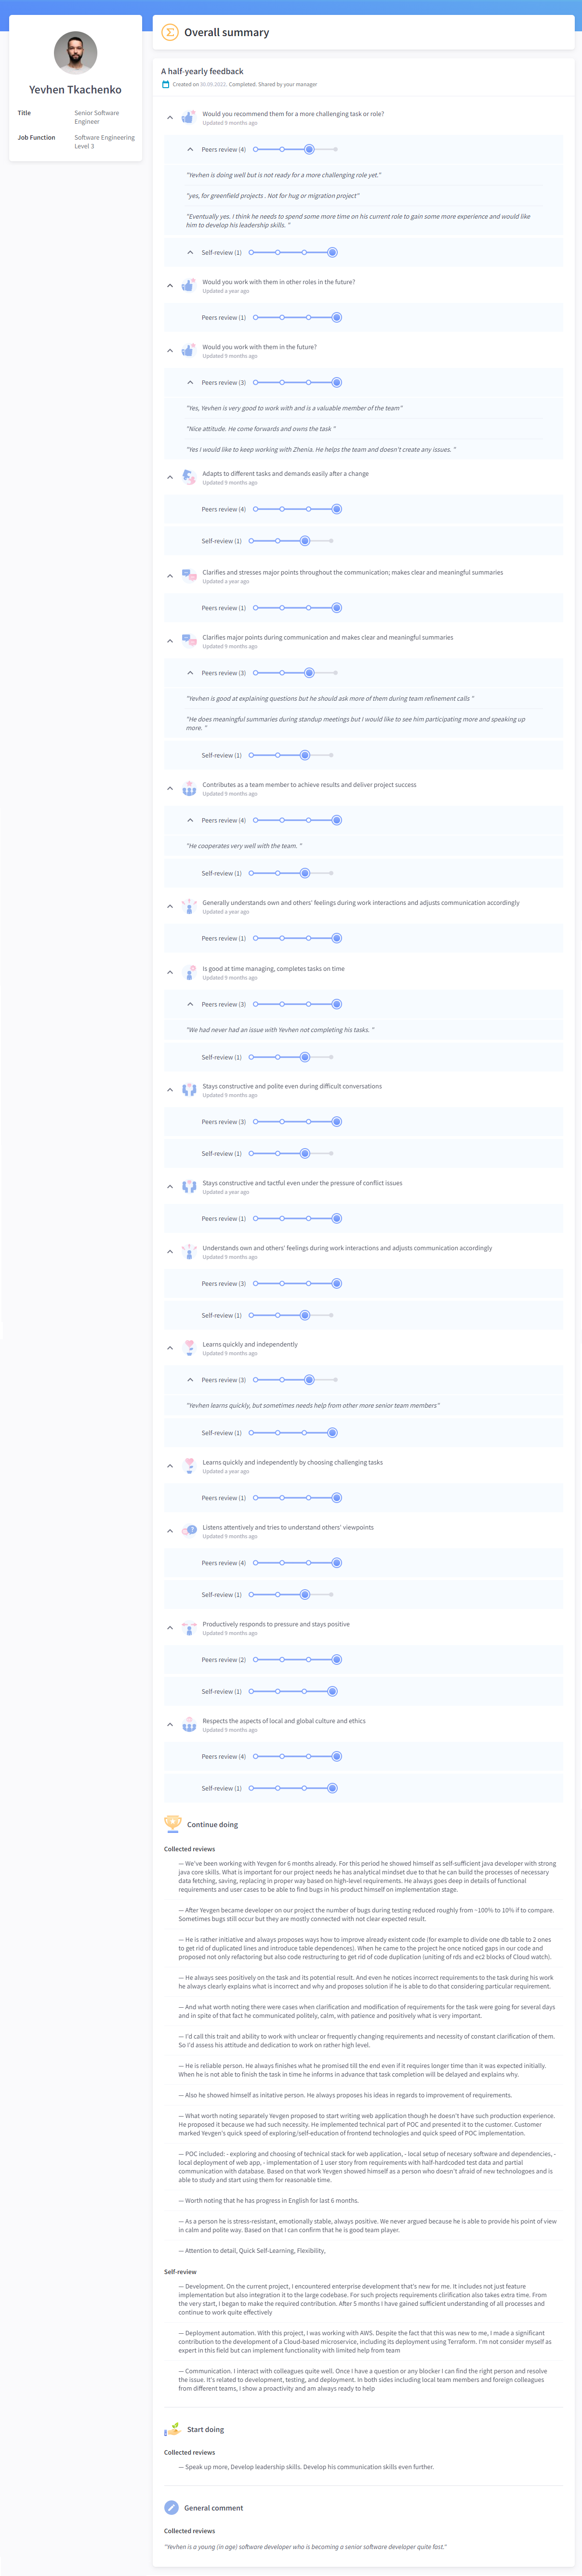 Overall summary
Yevhen Tkachenko
Title
Senior Software
Engineer
Job Function
Software Engineering
Level 3
A half-yearly feedback
Created on 30.09.2022. Completed. Shared by your manager
Would you recommend them for a more challenging task or role?
Updated 9 months ago
Peers review (4)
"Yevhen is doing well but is not ready for a more challenging role yet."
"yes, for greenfield projects . Not for hug or migration project"
"Eventually yes. I think he needs to spend some more time on his current role to gain some more experience and would like
him to develop his leadership skills. "
Self-review (1)
Would you work with them in other roles in the future?
Updated a year ago
Peers review (1)
Would you work with them in the future?
Updated 9 months ago
Peers review (3)
"Yes, Yevhen is very good to work with and is a valuable member of the team"
"Nice attitude. He come forwards and owns the task "
"Yes I would like to keep working with Zhenia. He helps the team and doesn't create any issues. "
Adapts to different tasks and demands easily after a change
Updated 9 months ago
Peers review (4)
Self-review (1)
Clarifies and stresses major points throughout the communication; makes clear and meaningful summaries
Updated a year ago
Peers review (1)
Clarifies major points during communication and makes clear and meaningful summaries
Updated 9 months ago
Peers review (3)
"Yevhen is good at explaining questions but he should ask more of them during team refinement calls "
"He does meaningful summaries during standup meetings but I would like to see him participating more and speaking up
more. "
Self-review (1)
Contributes as a team member to achieve results and deliver project success
Updated 9 months ago
Peers review (4)
"He cooperates very well with the team. "
Self-review (1)
Generally understands own and others' feelings during work interactions and adjusts communication accordingly
Updated a year ago
Peers review (1)
Is good at time managing, completes tasks on time
Updated 9 months ago
Peers review (3)
"We had never had an issue with Yevhen not completing his tasks. "
Self-review (1)
Stays constructive and polite even during difficult conversations
Updated 9 months ago
Peers review (3)
Self-review (1)
Stays constructive and tactful even under the pressure of conflict issues
Updated a year ago
Peers review (1)
Understands own and others' feelings during work interactions and adjusts communication accordingly
Updated 9 months ago
Peers review (3)
Self-review (1)
Learns quickly and independently
Updated 9 months ago
Peers review (3)
"Yevhen learns quickly, but sometimes needs help from other more senior team members"
Self-review (1)
Learns quickly and independently by choosing challenging tasks
Updated a year ago
Peers review (1)
Listens attentively and tries to understand others' viewpoints
Updated 9 months ago
Peers review (4)
Self-review (1)
Productively responds to pressure and stays positive
Updated 9 months ago
Peers review (2)
Self-review (1)
Respects the aspects of local and global culture and ethics
Updated 9 months ago
Peers review (4)
Self-review (1)
Continue doing
Collected reviews
— We've been working with Yevgen for 6 months already. For this period he showed himself as self-sufficient java developer with strong
java core skills. What is important for our project needs he has analytical mindset due to that he can build the processes of necessary
data fetching, saving, replacing in proper way based on high-level requirements. He always goes deep in details of functional
requirements and user cases to be able to find bugs in his product himself on implementation stage.
— After Yevgen became developer on our project the number of bugs during testing reduced roughly from ~100% to 10% if to compare.
Sometimes bugs still occur but they are mostly connected with not clear expected result.
— He is rather initiative and always proposes ways how to improve already existent code (for example to divide one db table to 2 ones
to get rid of duplicated lines and introduce table dependences). When he came to the project he once noticed gaps in our code and
proposed not only refactoring but also code restructuring to get rid of code duplication (uniting of rds and ec2 blocks of Cloud watch).
— He always sees positively on the task and its potential result. And even he notices incorrect requirements to the task during his work
he always clearly explains what is incorrect and why and proposes solution if he is able to do that considering particular requirement.
— And what worth noting there were cases when clarification and modification of requirements for the task were going for several days
and in spite of that fact he communicated politely, calm, with patience and positively what is very important.
— I'd call this trait and ability to work with unclear or frequently changing requirements and necessity of constant clarification of them.
So I'd assess his attitude and dedication to work on rather high level.
— He is reliable person. He always finishes what he promised till the end even if it requires longer time than it was expected initially.
When he is not able to finish the task in time he informs in advance that task completion will be delayed and explains why.
— Also he showed himself as initative person. He always proposes his ideas in regards to improvement of requirements.
— What worth noting separately Yevgen proposed to start writing web application though he doesn't have such production experience.
He proposed it because we had such necessity. He implemented technical part of POC and presented it to the customer. Customer
marked Yevgen's quick speed of exploring/self-education of frontend technologies and quick speed of POC implementation.
— POC included: - exploring and choosing of technical stack for web application, - local setup of necesary software and dependencies, -
local deployment of web app, - implementation of 1 user story from requirements with half-hardcoded test data and partial
communication with database. Based on that work Yevgen showed himself as a person who doesn't afraid of new technologoes and is
able to study and start using them for reasonable time.
— Worth noting that he has progress in English for last 6 months.
— As a person he is stress-resistant, emotionally stable, always positive. We never argued because he is able to provide his point of view
in calm and polite way. Based on that I can confirm that he is good team player.
— Attention to detail, Quick Self-Learning, Flexibility,
Self-review
— Development. On the current project, I encountered enterprise development that's new for me. It includes not just feature
implementation but also integration it to the large codebase. For such projects requirements clarification also takes extra time. From
the very start, I began to make the required contribution. After 5 months I have gained sufficient understanding of all processes and
continue to work quite effectively
— Deployment automation. With this project, I was working with AWS. Despite the fact that this was new to me, I made a significant
contribution to the development of a Cloud-based microservice, including its deployment using Terraform. I'm not consider myself as
expert in this field but can implement functionality with limited help from team
— Communication. I interact with colleagues quite well. Once I have a question or any blocker I can find the right person and resolve
the issue. It's related to development, testing, and deployment. In both sides including local team members and foreign colleagues
from different teams, I show a proactivity and am always ready to help
Start doing
Collected reviews
— Speak up more, Develop leadership skills. Develop his communication skills even further.
General comment
Collected reviews
"Yevhen is a young (in age) software developer who is becoming a senior software developer quite fast."